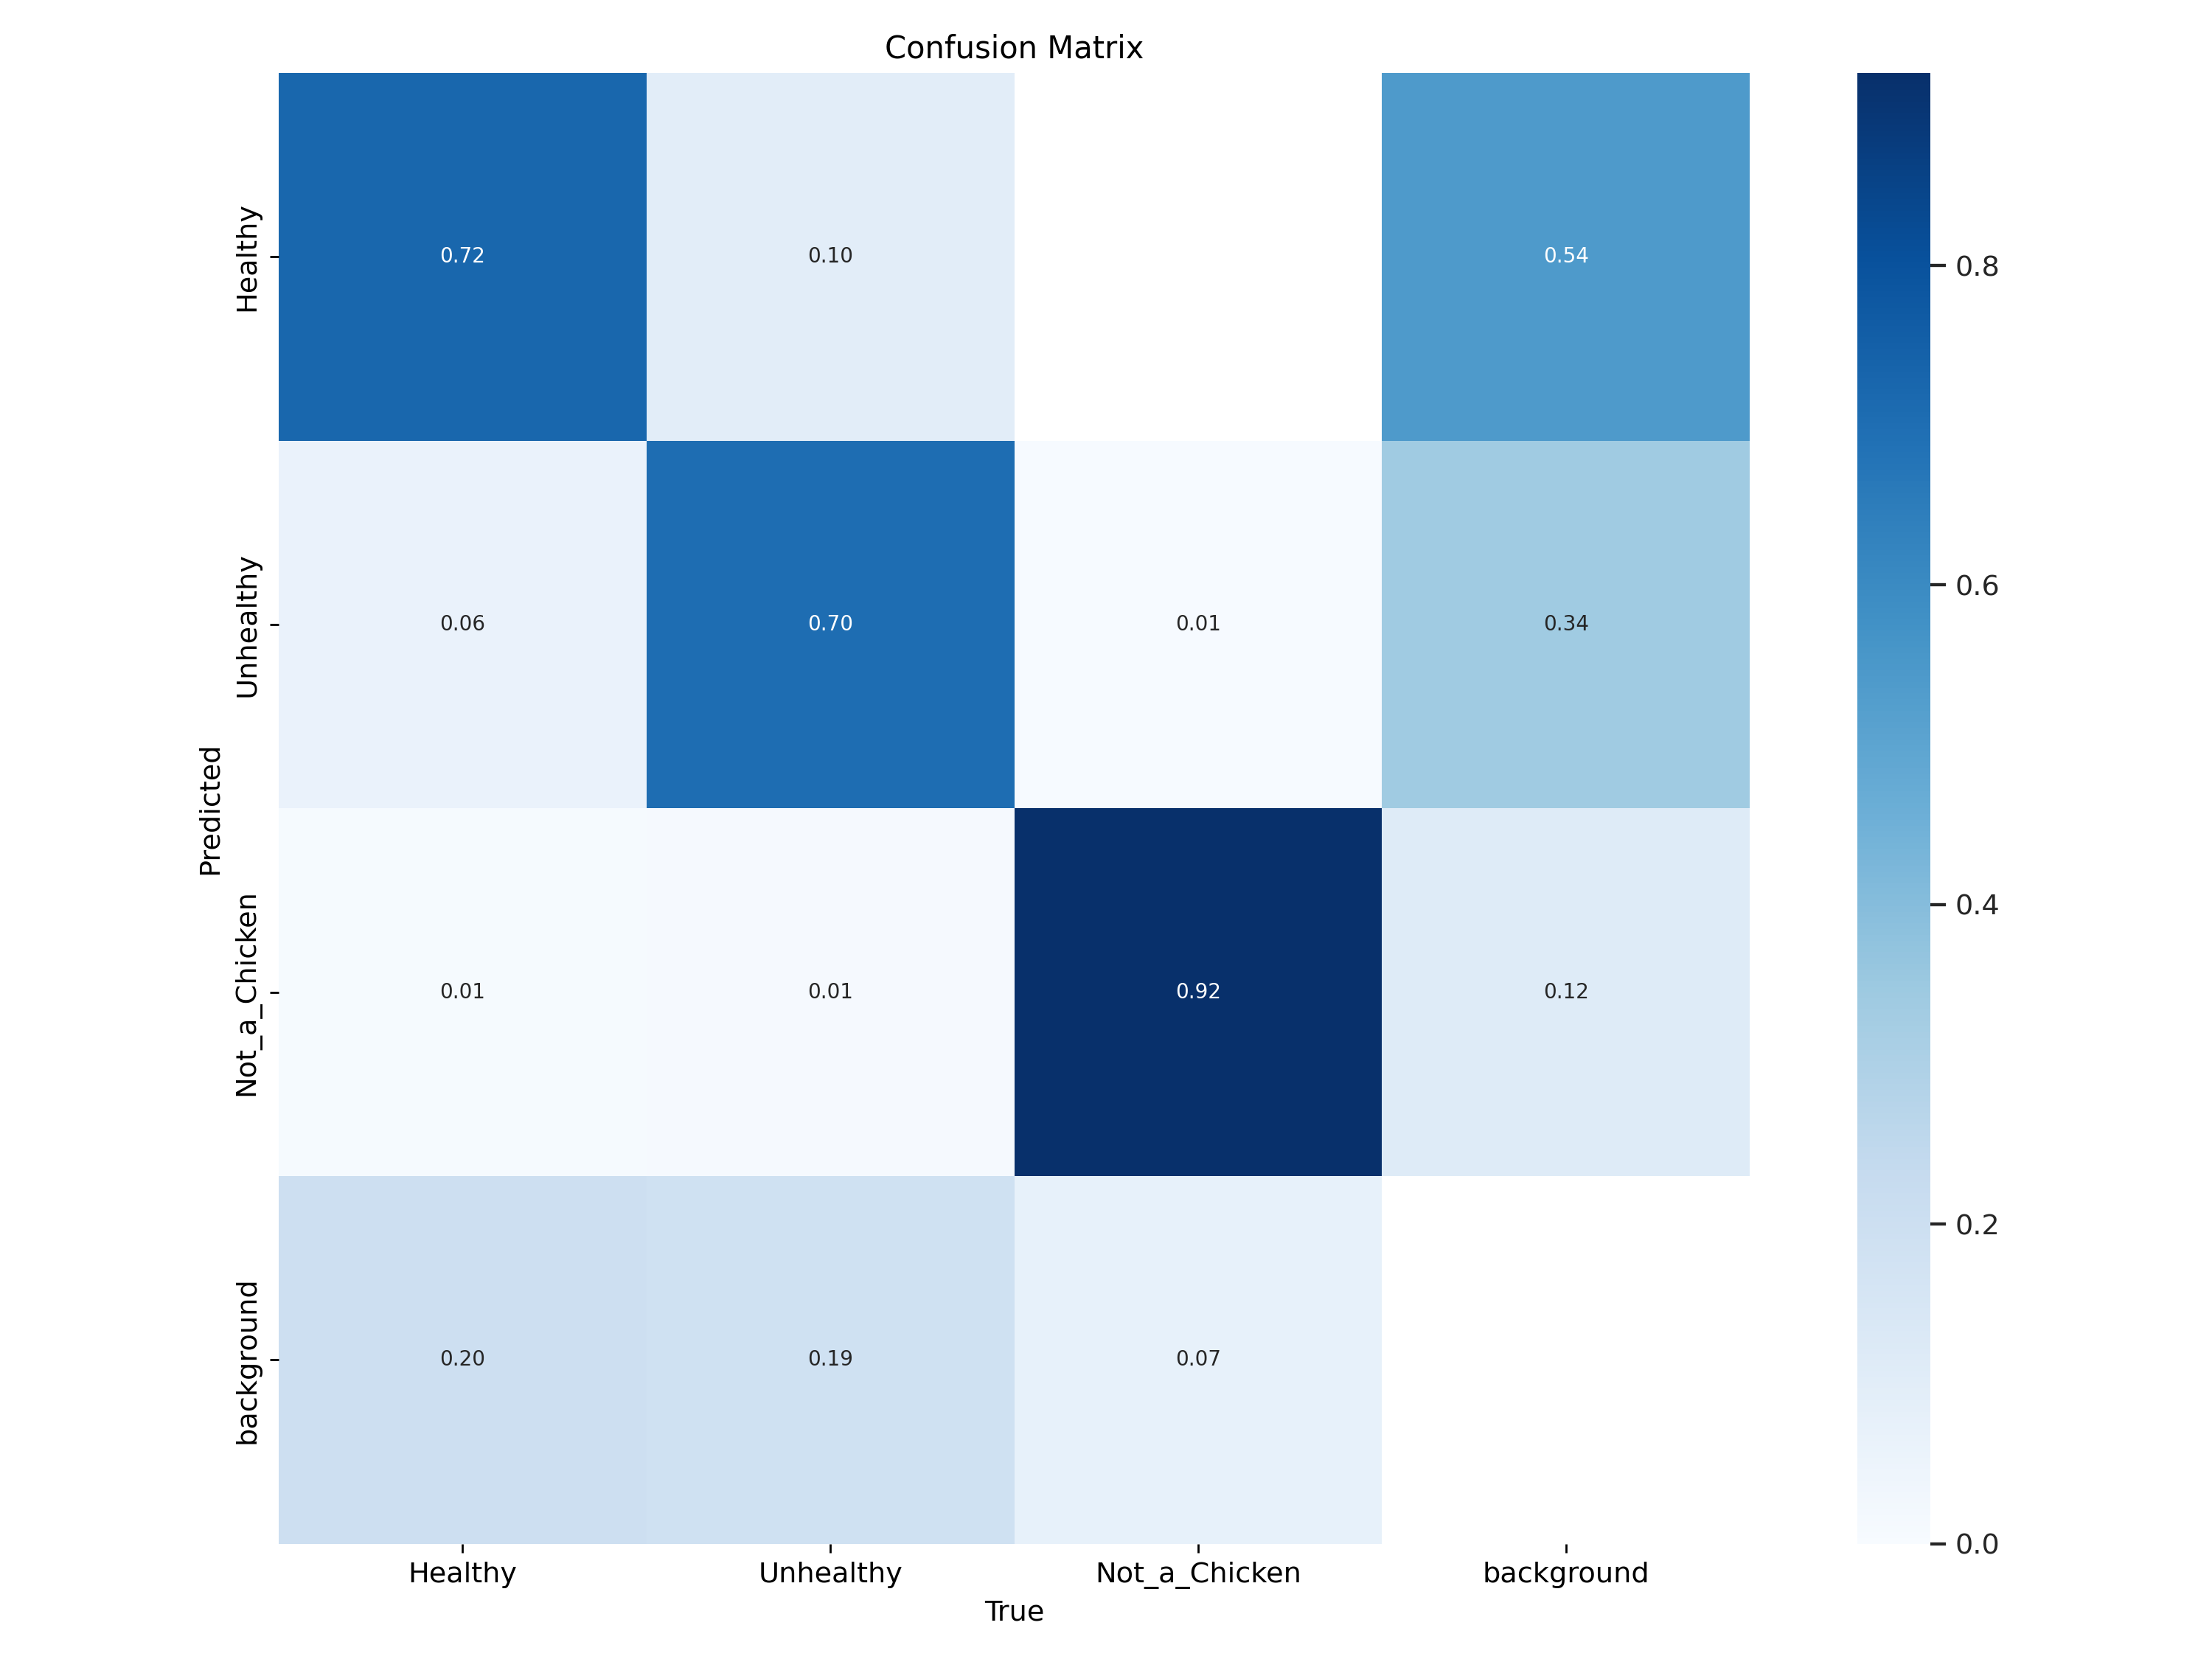 Confusion Matrix
Healthy
0.72
0.10
0.54
0.8
Unhealthy
0.06
0.70
0.01
0.34
0.6
Predicted
Not_a_Chicken
0.01
0.01
0.92
0.12
0.4
background
0.20
0.19
0.07
0.2
0.0
Healthy
Unhealthy
Not_a_Chicken
background
True